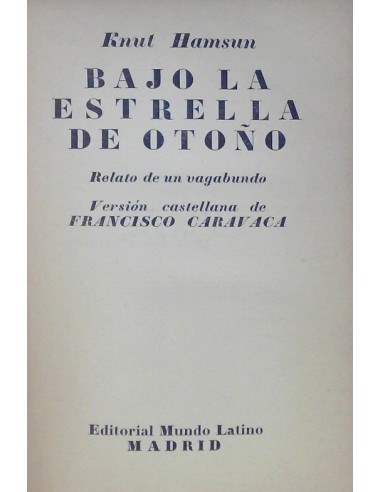 Knut Hamsun
BAJO LA
ESTRELLA
DE OTOÑO
Relato de un vagabundo
Versión castellana de
FRANCISCO CARAVACA
Editorial Mundo Latino
MADRID